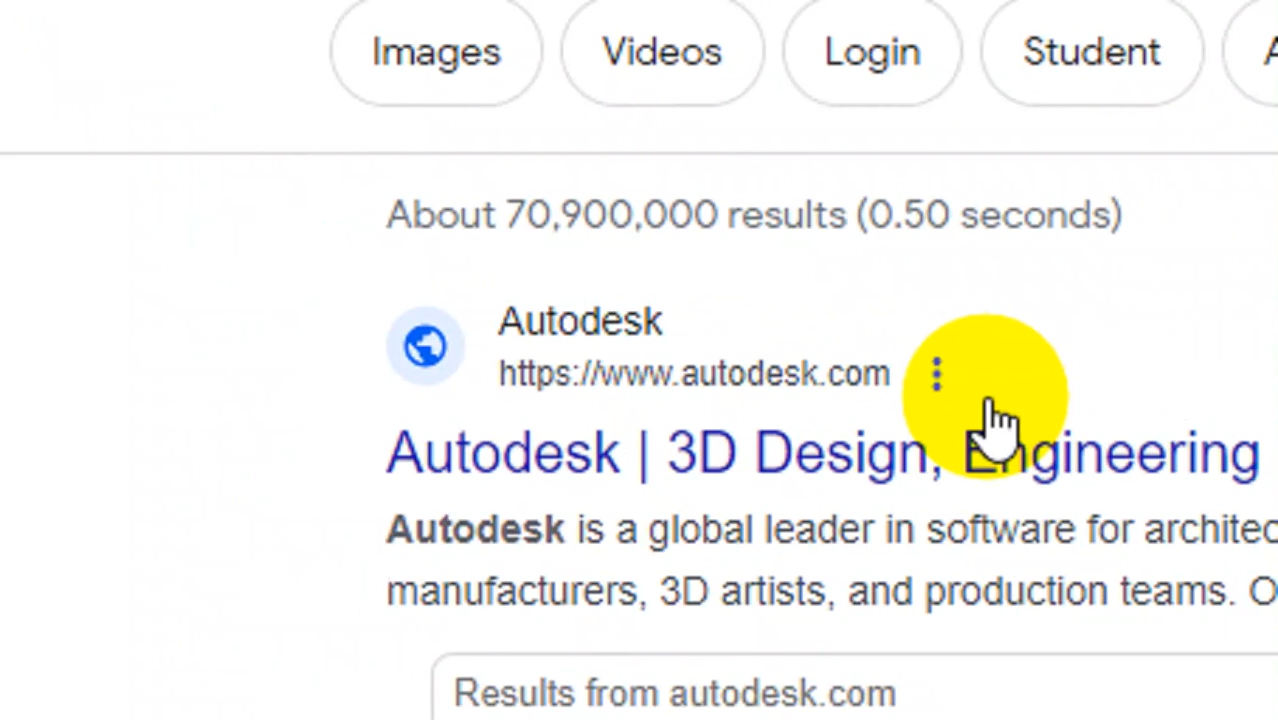 Images Videos Login Student
About 70,900,000 results (0.50 seconds)
Autodesk
https://www.autodesk.com
Autodesk | 3D Design, Engineering
Autodesk is a global leader in software for architec
manufacturers, 3D artists, and production teams. O
Results from autodesk.com